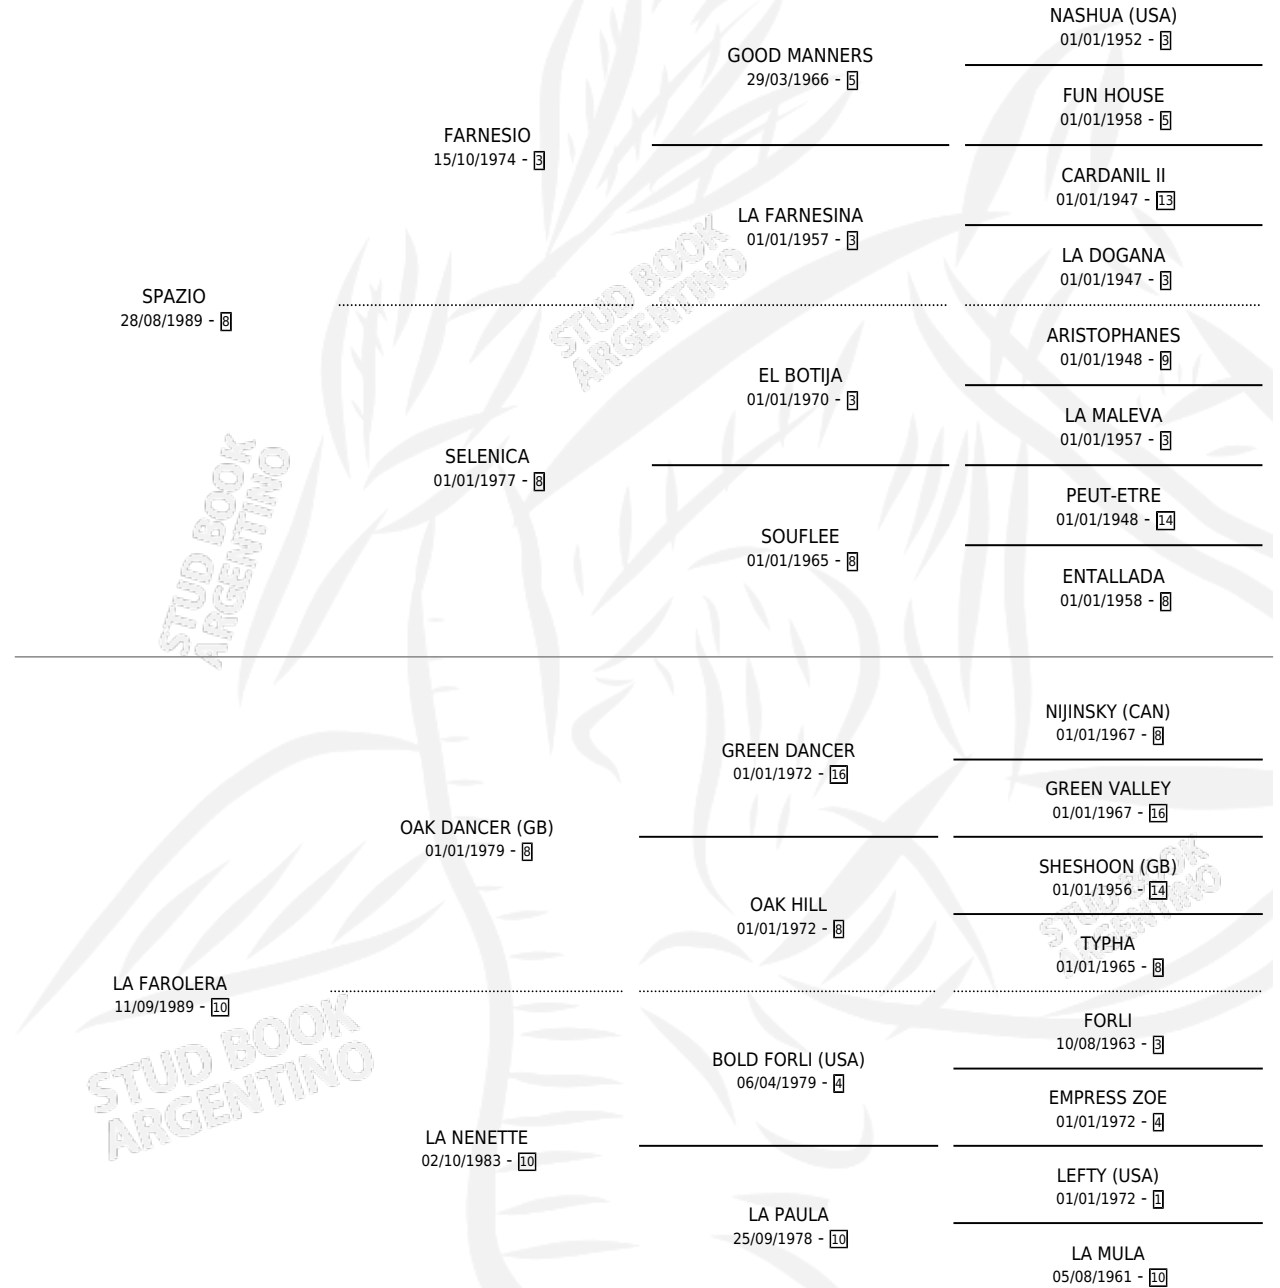 NASHUA (USA)
01/01/1952 - 3
GOOD MANNERS
29/03/1966 - 5
FUN HOUSE
01/01/1958 - 5
FARNESIO
15/10/1974 - 3
CARDANIL II
01/01/1947 - 13
LA FARNESINA
01/01/1957 - 3
LA DOGANA
01/01/1947 - 3
SPAZIO
28/08/1989 - 8
STUD BOOK
ARGENTINO
ARISTOPHANES
01/01/1948 - 9
EL BOTIJA
01/01/1970 - 3
LA MALEVA
01/01/1957 - 3
SELENICA
01/01/1977 - 8
PEUT-ETRE
01/01/1948 - 14
SOUFLEE
01/01/1965 - 8
ENTALLADA
01/01/1958 - 8
STUD BOOK
ARGENTINO
NIJINSKY (CAN)
01/01/1967 - 8
GREEN DANCER
01/01/1972 - 16
GREEN VALLEY
01/01/1967 - 16
OAK DANCER (GB)
01/01/1979 - 8
SHESHOON (GB)
01/01/1956 - 14
OAK HILL
01/01/1972 - 8
TYPHA
01/01/1965 - 8
STUD BOOK
ARGENTINO
LA FAROLERA
11/09/1989 - 10
FORLI
10/08/1963 - 3
BOLD FORLI (USA)
06/04/1979 - 4
EMPRESS ZOE
01/01/1972 - 4
STUD BOOK
ARGENTINO
LA NENETTE
02/10/1983 - 10
LEFTY (USA)
01/01/1972 - 1
LA PAULA
25/09/1978 - 10
LA MULA
05/08/1961 - 10